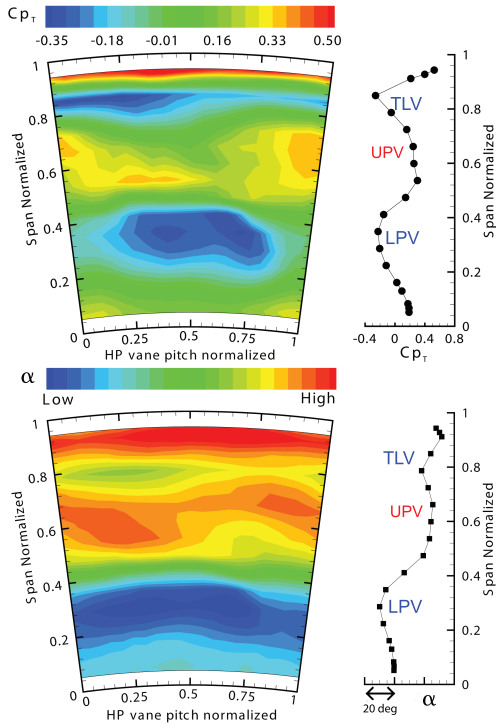 CpT
-0.35 -0.18 -0.01 0.16 0.33 0.50
Span Normalized
1
0.8
0.6
0.4
0.2
0
0 0.25 0.5 0.75 1
HP vane pitch normalized
TLV
UPV
LPV
1
0.8
0.6
0.4
0.2
0
Span Normalized
-0.4 0 0.4 0.8
CpT
α
Low High
Span Normalized
1
0.8
0.6
0.4
0.2
0
0 0.25 0.5 0.75 1
HP vane pitch normalized
TLV
UPV
LPV
1
0.8
0.6
0.4
0.2
0
Span Normalized
20 deg
α